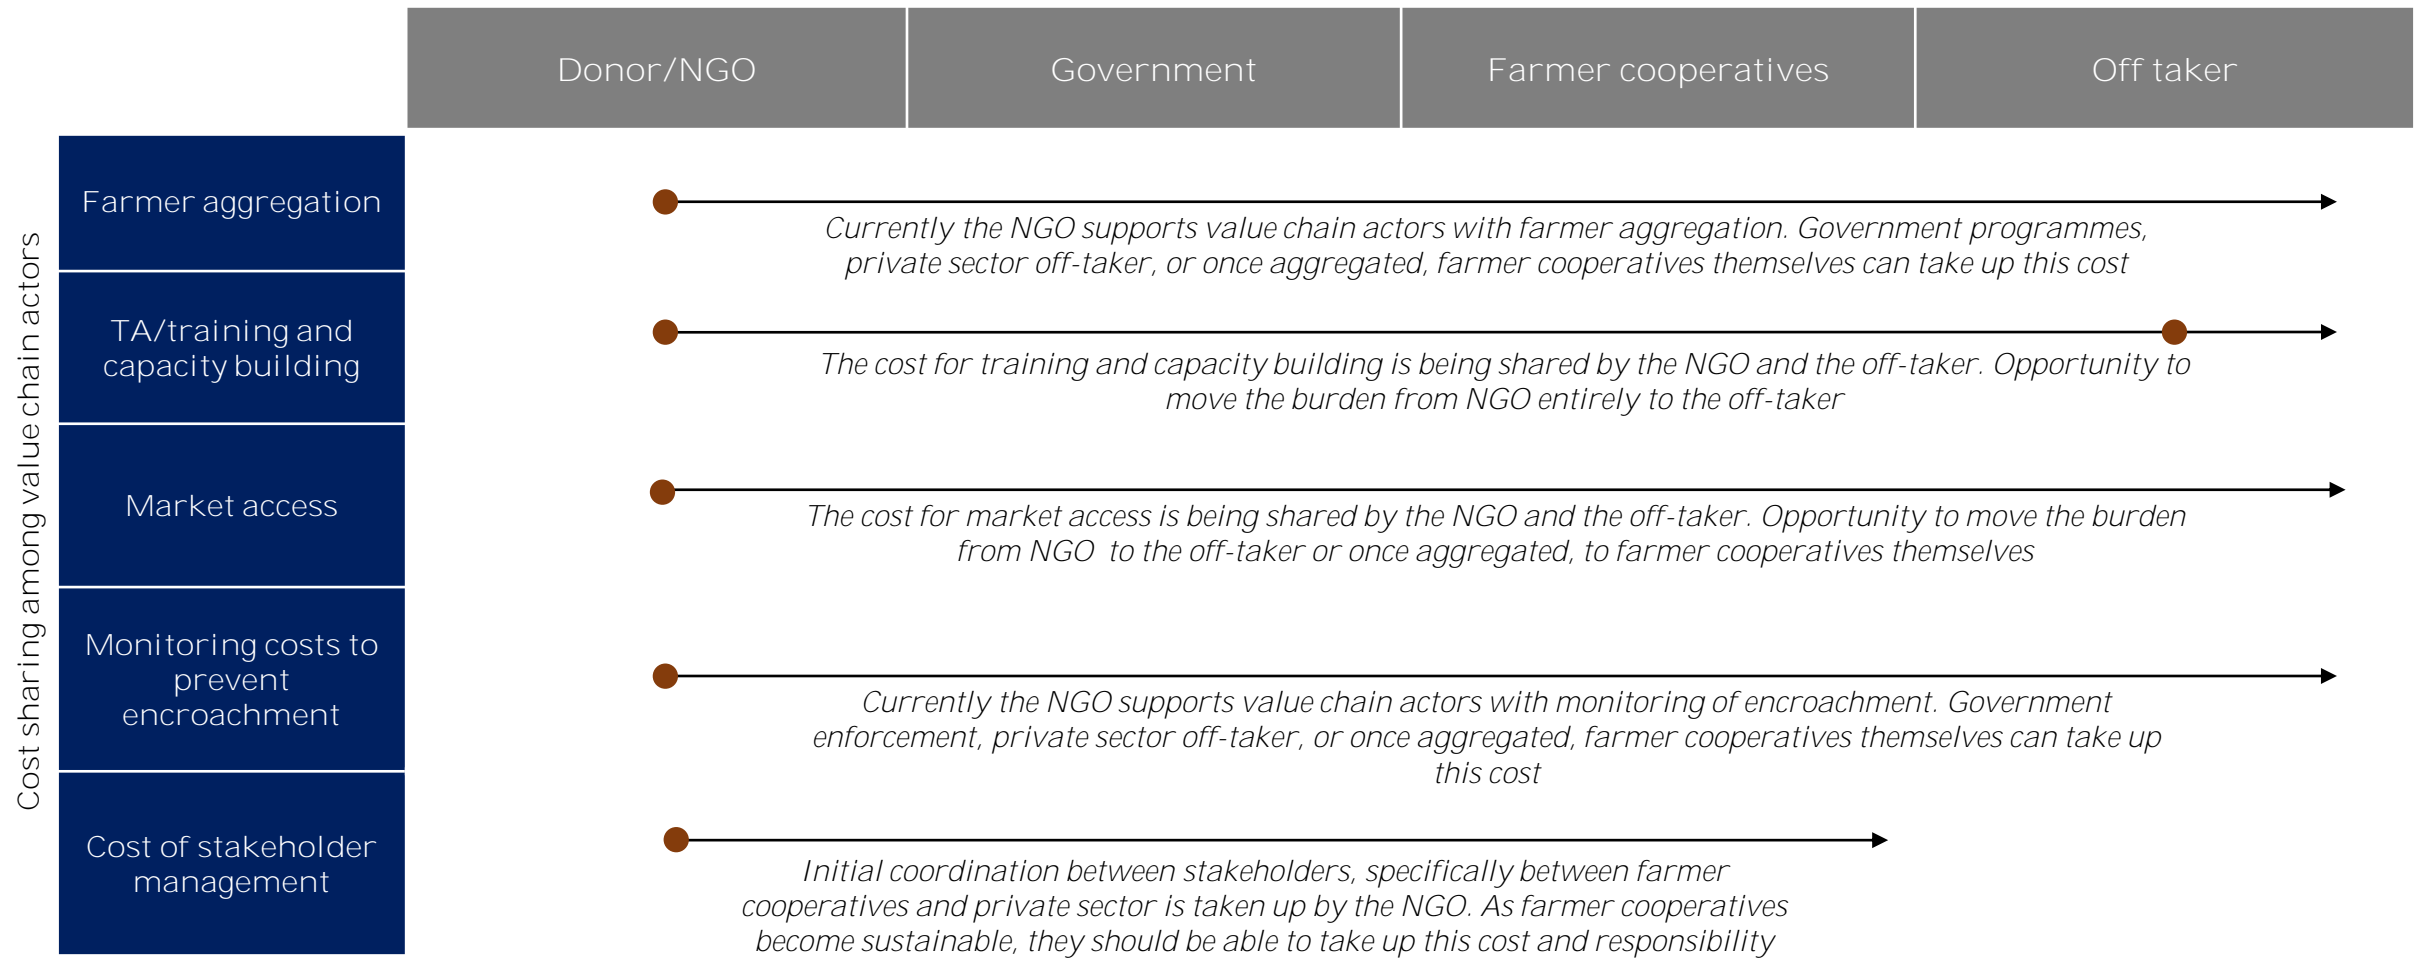 Donor/NGO
Government
Farmer cooperatives
Off taker
Cost sharing among value chain actors
Farmer aggregation
Currently the NGO supports value chain actors with farmer aggregation. Government programmes,
private sector off-taker, or once aggregated, farmer cooperatives themselves can take up this cost
TA/training and
capacity building
The cost for training and capacity building is being shared by the NGO and the off-taker. Opportunity to
move the burden from NGO entirely to the off-taker
Market access
The cost for market access is being shared by the NGO and the off-taker. Opportunity to move the burden
from NGO  to the off-taker or once aggregated, to farmer cooperatives themselves
Monitoring costs to
prevent
encroachment
Currently the NGO supports value chain actors with monitoring of encroachment. Government
enforcement, private sector off-taker, or once aggregated, farmer cooperatives themselves can take up
this cost
Cost of stakeholder
management
Initial coordination between stakeholders, specifically between farmer
cooperatives and private sector is taken up by the NGO. As farmer cooperatives
become sustainable, they should be able to take up this cost and responsibility